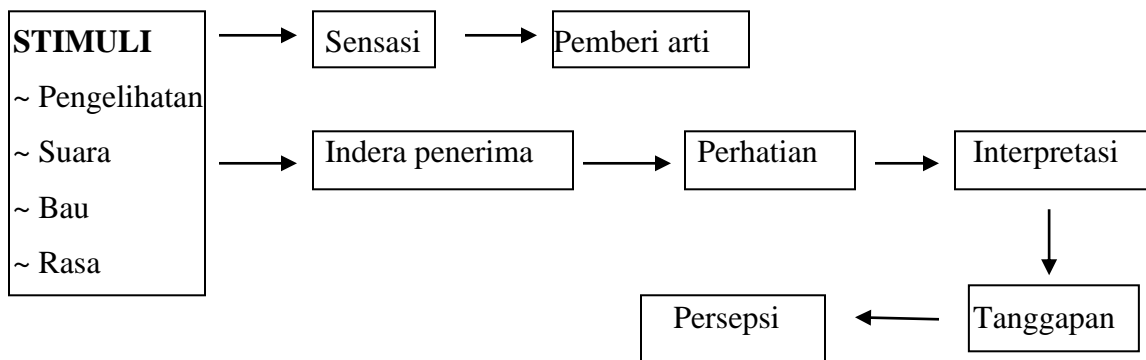 STIMULI
~ Pengelihatan
~ Suara
~ Bau
~ Rasa
Sensasi
Pemberi arti
Indera penerima
Perhatian
Interpretasi
Tanggapan
Persepsi